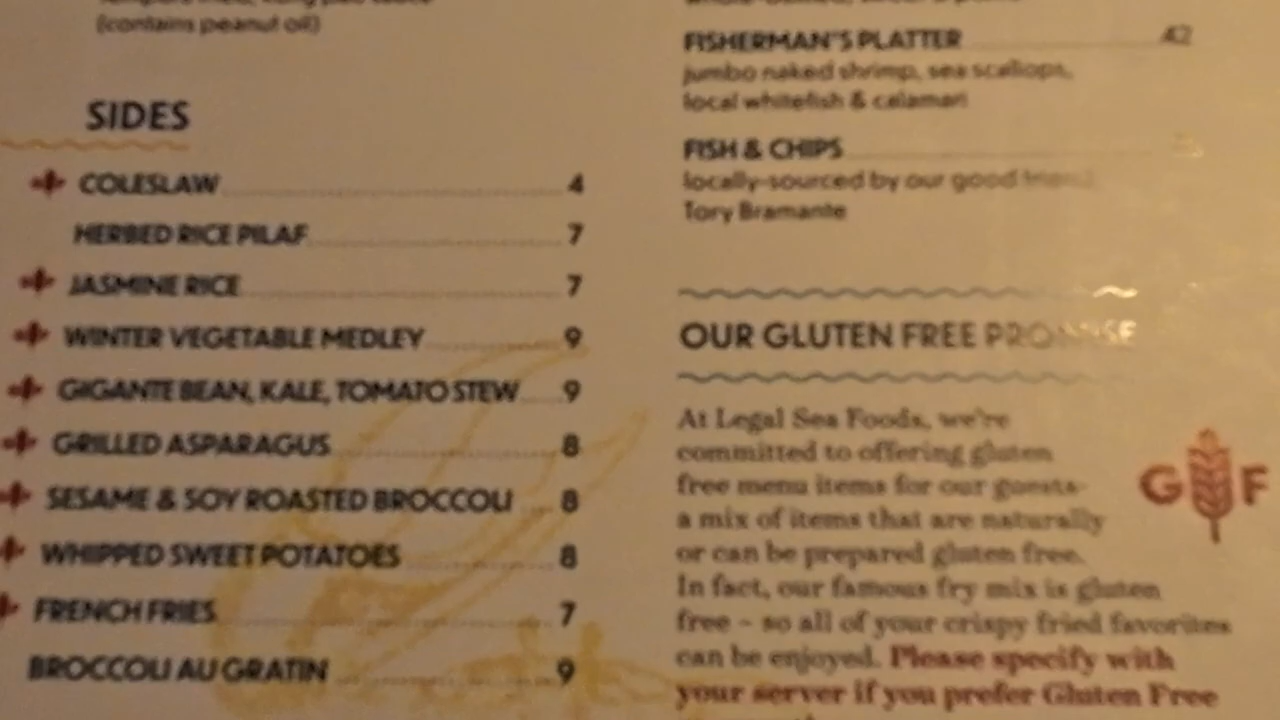 (contains peanut oil)
SIDES
COLESLAW 4
HERBED RICE PILAF 7
JASMINE RICE 7
WINTER VEGETABLE MEDLEY 9
GIGANTE BEAN, KALE, TOMATO STEW 9
GRILLED ASPARAGUS 8
SESAME & SOY ROASTED BROCCOLI 8
WHIPPED SWEET POTATOES 8
FRENCH FRIES 7
BROCCOLI AU GRATIN 9
FISHERMAN'S PLATTER 42
jumbo naked shrimp, sea scallops,
local whitefish & calamari
FISH & CHIPS
locally-sourced by our good
Tory Bramante
OUR GLUTEN FREE PROMISE
At Legal Sea Foods, we're
committed to offering gluten
free menu items for our guests-
a mix of items that are naturally
or can be prepared gluten free.
In fact, our famous fry mix is gluten
free - so all of your crispy fried favorites
can be enjoyed. Please specify with
your server if you prefer Gluten Free
G F